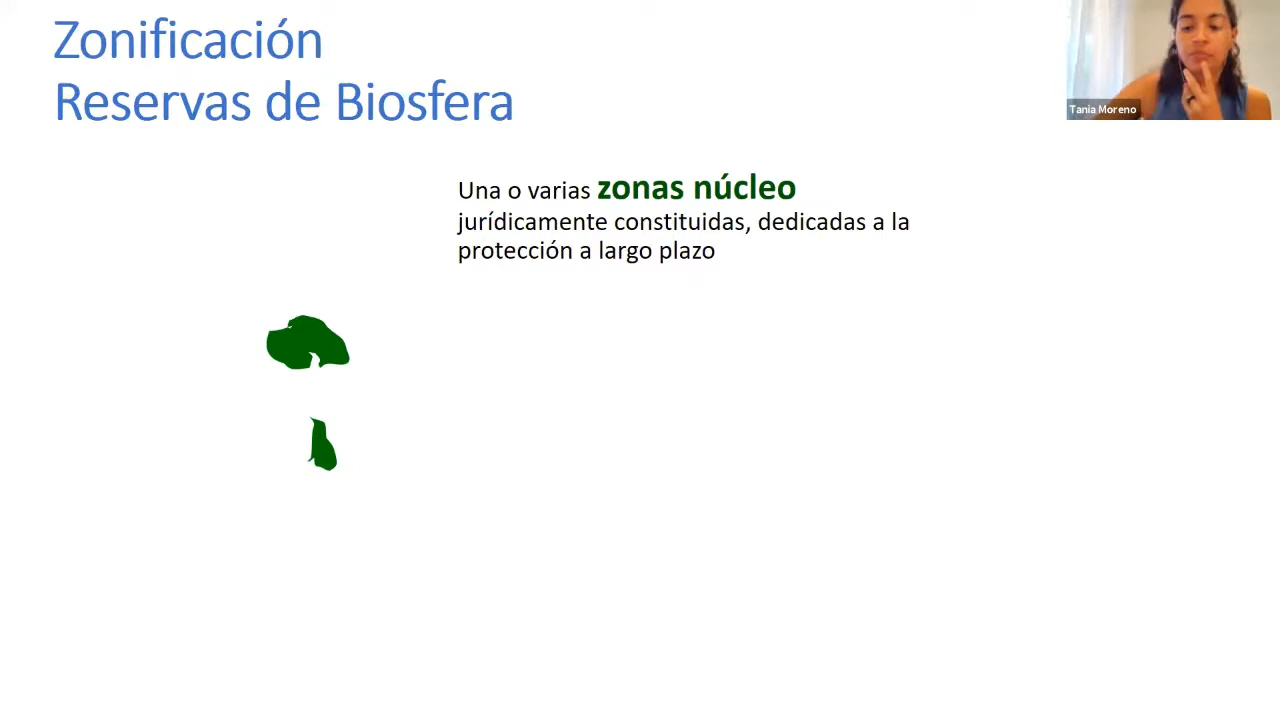 Zonificación
Reservas de Biosfera
Tania Moreno
Una o varias zonas núcleo
jurídicamente constituidas, dedicadas a la
protección a largo plazo